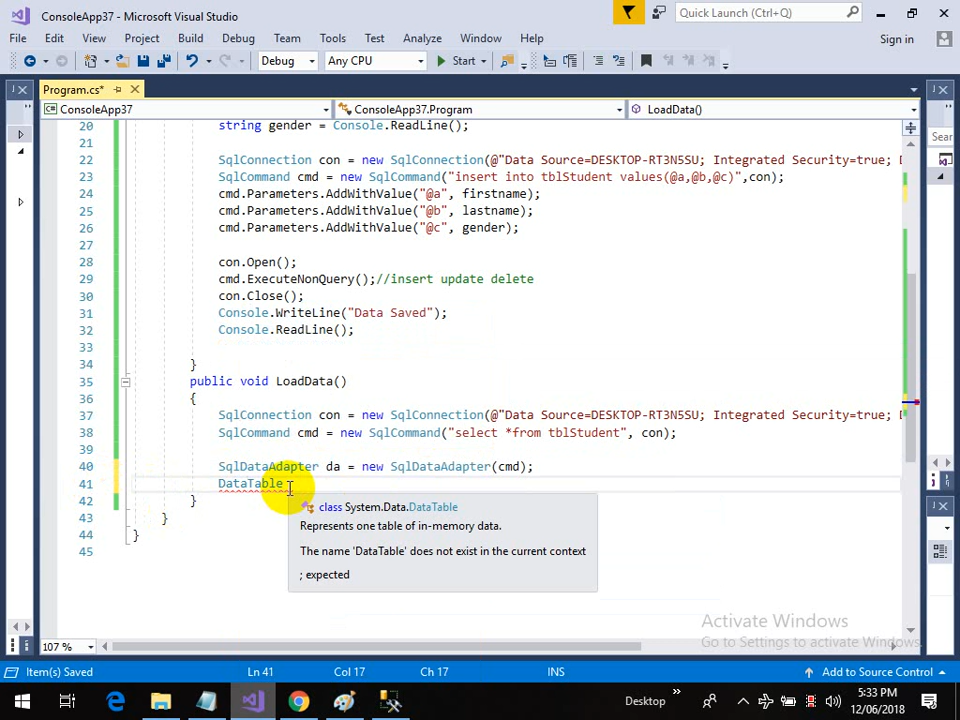 ConsoleApp37 - Microsoft Visual Studio
Quick Launch (Ctrl+Q)
File Edit View Project Build Debug Team Tools Test Analyze Window Help
Sign in
Debug Any CPU Start
Program.cs*
ConsoleApp37 ConsoleApp37.Program LoadData()
Sear
20 string gender = Console.ReadLine();
21
22 SqlConnection con = new SqlConnection(@"Data Source=DESKTOP-RT3N5SU; Integrated Security=true; D
23 SqlCommand cmd = new SqlCommand("insert into tblStudent values(@a,@b,@c)",con);
24 cmd.Parameters.AddWithValue("@a", firstname);
25 cmd.Parameters.AddWithValue("@b", lastname);
26 cmd.Parameters.AddWithValue("@c", gender);
27
28 con.Open();
29 cmd.ExecuteNonQuery();//insert update delete
30 con.Close();
31 Console.WriteLine("Data Saved");
32 Console.ReadLine();
33
34 }
35 public void LoadData()
36 {
37 SqlConnection con = new SqlConnection(@"Data Source=DESKTOP-RT3N5SU; Integrated Security=true; D
38 SqlCommand cmd = new SqlCommand("select *from tblStudent", con);
39
40 SqlDataAdapter da = new SqlDataAdapter(cmd);
41 DataTable
42 }
43 }
44 }
45
class System.Data.DataTable
Represents one table of in-memory data.
The name 'DataTable' does not exist in the current context
; expected
Activate Windows
Go to Settings to activate Windows.
107 %
Item(s) Saved Ln 41 Col 17 Ch 17 INS Add to Source Control
Desktop
5:33 PM
12/06/2018